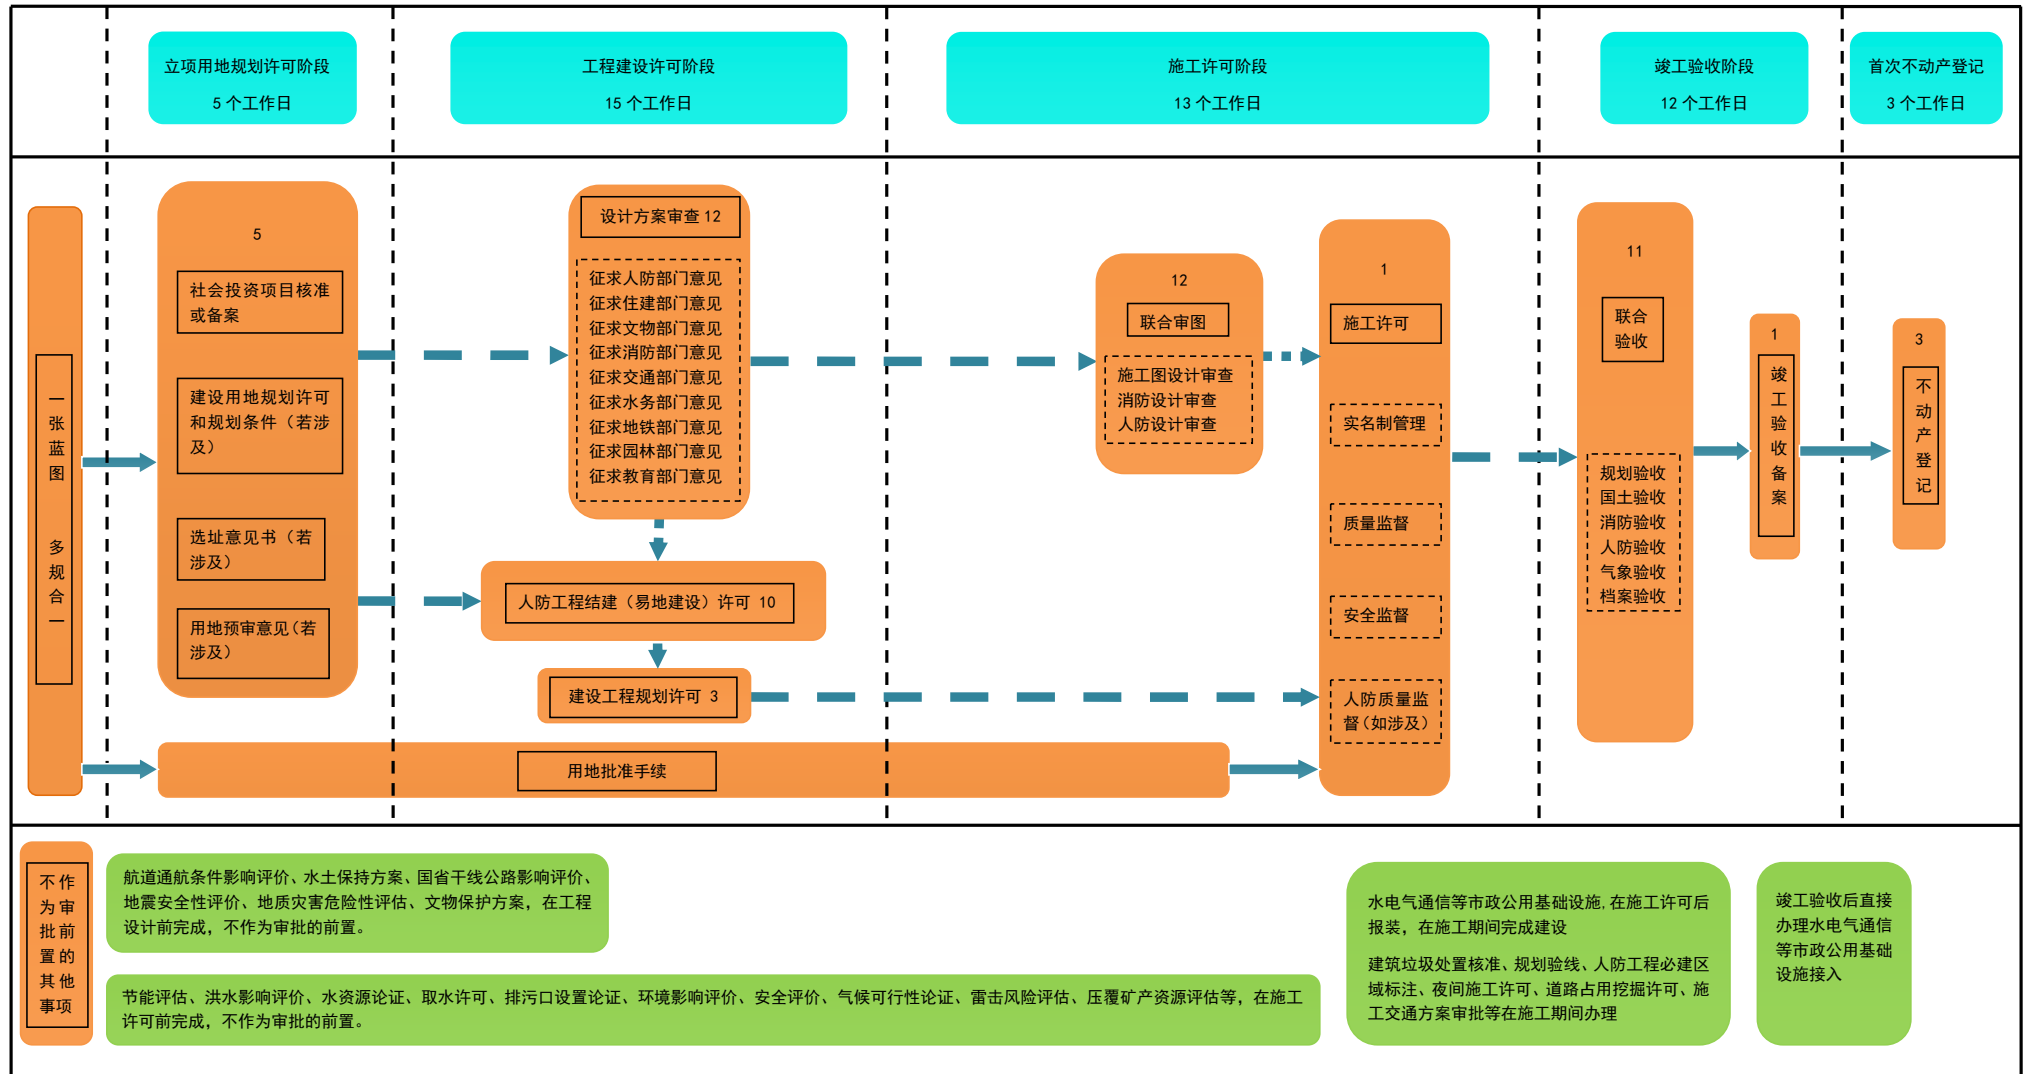 立项用地规划许可阶段
5 个工作日
工程建设许可阶段
15 个工作日
施工许可阶段
13 个工作日
竣工验收阶段
12 个工作日
首次不动产登记
3 个工作日
一张蓝图 多规合一
5
社会投资项目核准
或备案
建设用地规划许可
和规划条件（若涉
及）
选址意见书（若
涉及）
用地预审意见（若
涉及）
设计方案审查 12
征求人防部门意见
征求住建部门意见
征求文物部门意见
征求消防部门意见
征求交通部门意见
征求水务部门意见
征求地铁部门意见
征求园林部门意见
征求教育部门意见
人防工程结建（易地建设）许可 10
建设工程规划许可 3
用地批准手续
12
联合审图
施工图设计审查
消防设计审查
人防设计审查
1
施工许可
实名制管理
质量监督
安全监督
人防质量监
督（如涉及）
11
联合
验收
规划验收
国土验收
消防验收
人防验收
气象验收
档案验收
1
竣工验收备案
3
不动产登记
不作
为审
批前
置的
其他
事项
航道通航条件影响评价、水土保持方案、国省干线公路影响评价、
地震安全性评价、地质灾害危险性评估、文物保护方案，在工程
设计前完成，不作为审批的前置。
节能评估、洪水影响评价、水资源论证、取水许可、排污口设置论证、环境影响评价、安全评价、气候可行性论证、雷击风险评估、压覆矿产资源评估等，在施工
许可前完成，不作为审批的前置。
水电气通信等市政公用基础设施,在施工许可后
报装，在施工期间完成建设
建筑垃圾处置核准、规划验线、人防工程必建区
域标注、夜间施工许可、道路占用挖掘许可、施
工交通方案审批等在施工期间办理
竣工验收后直接
办理水电气通信
等市政公用基础
设施接入